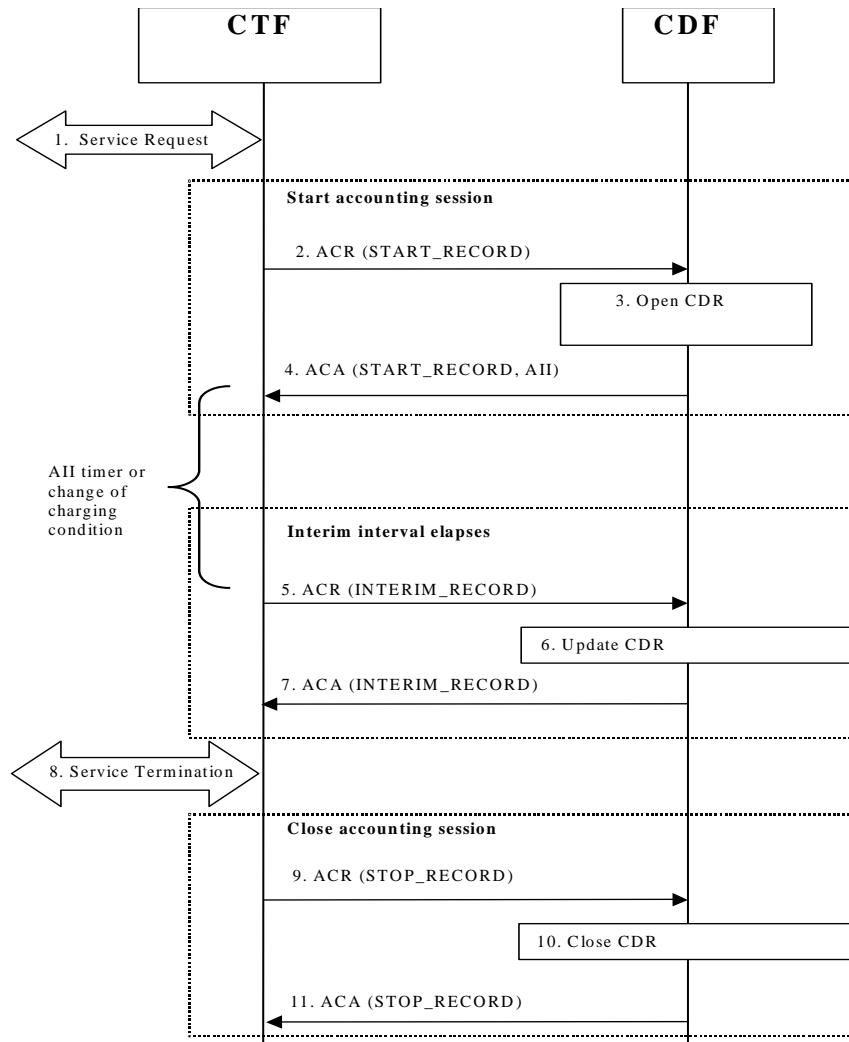 CTF
CDF
1. Service Request
Start accounting session
2. ACR (START_RECORD)
3. Open CDR
4. ACA (START_RECORD, AII)
AII timer or
change of
charging
condition
Interim interval elapses
5. ACR (INTERIM_RECORD)
6. Update CDR
7. ACA (INTERIM_RECORD)
8. Service Termination
Close accounting session
9. ACR (STOP_RECORD)
10. Close CDR
11. ACA (STOP_RECORD)